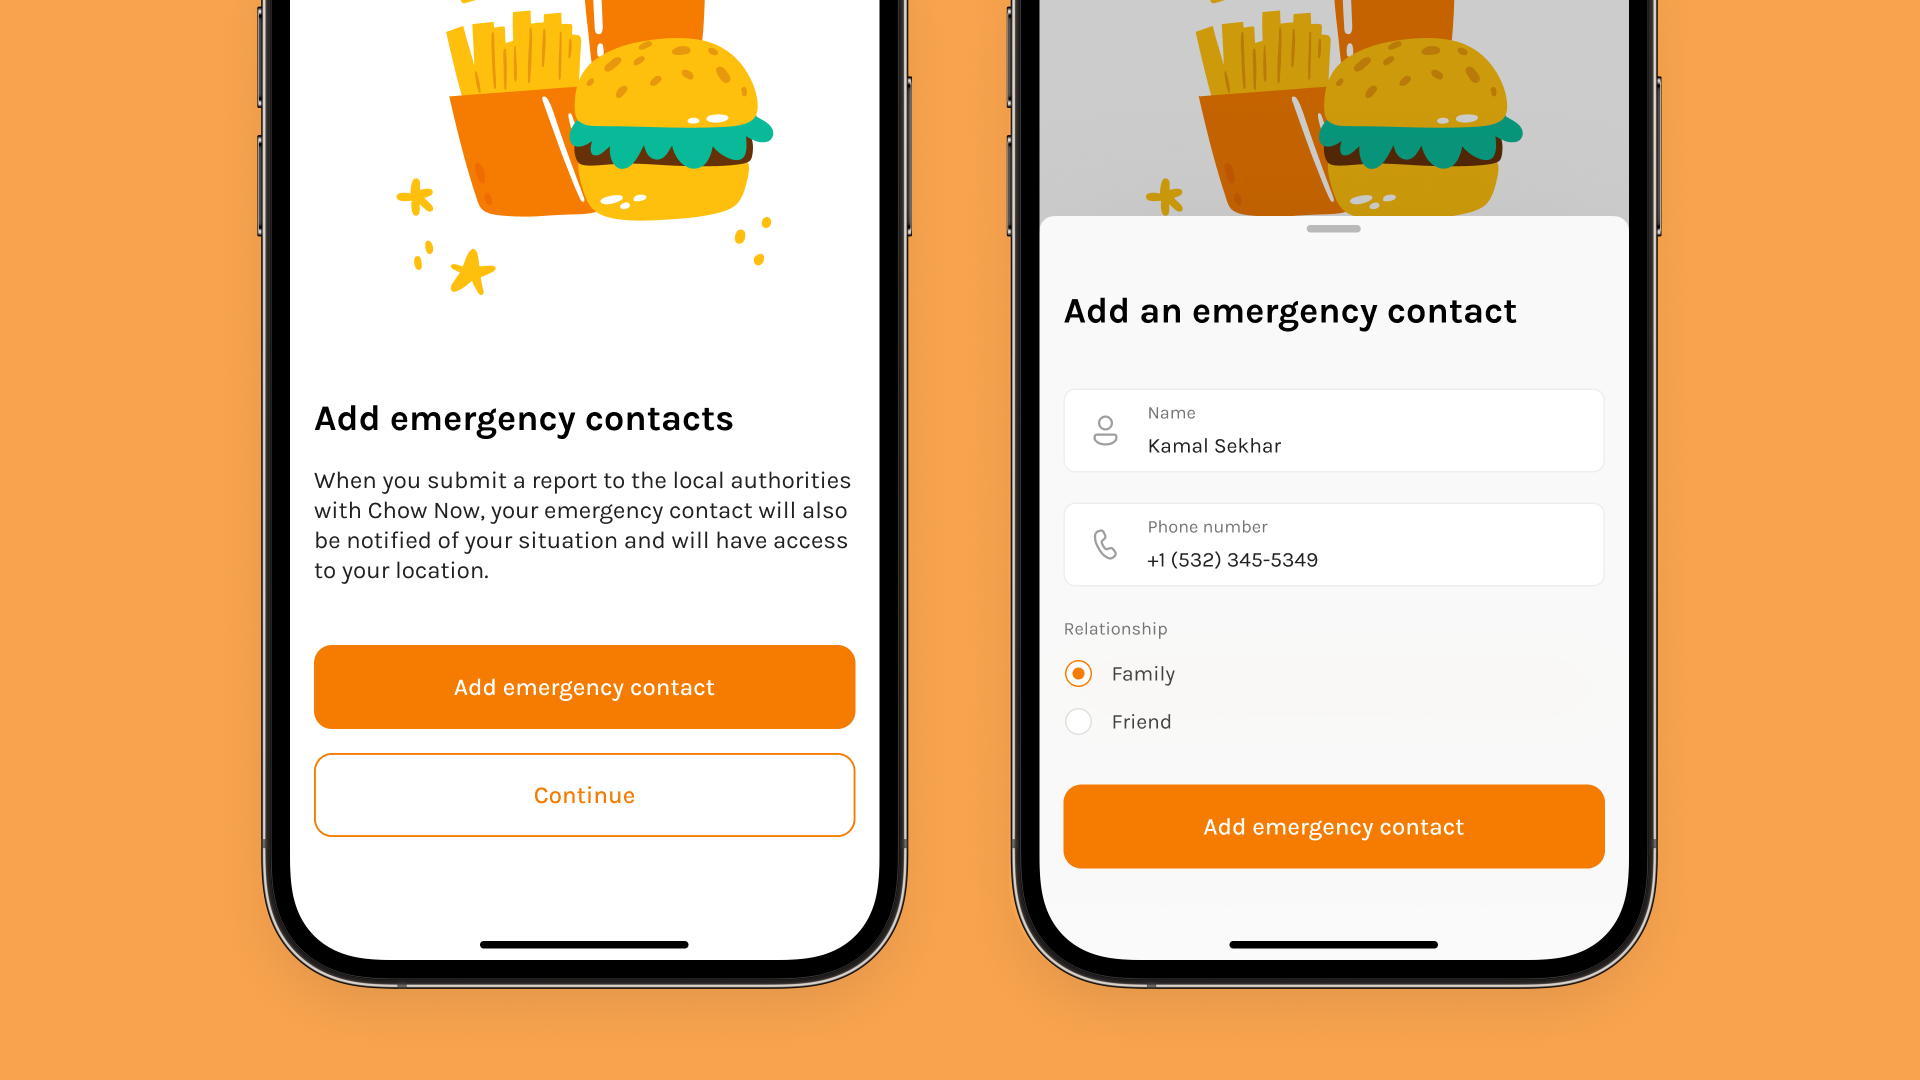 Add emergency contacts
When you submit a report to the local authorities
with Chow Now, your emergency contact will also
be notified of your situation and will have access
to your location.
Add emergency contact
Continue
Add an emergency contact
Name
Kamal Sekhar
Phone number
+1 (532) 345-5349
Relationship
Family
Friend
Add emergency contact